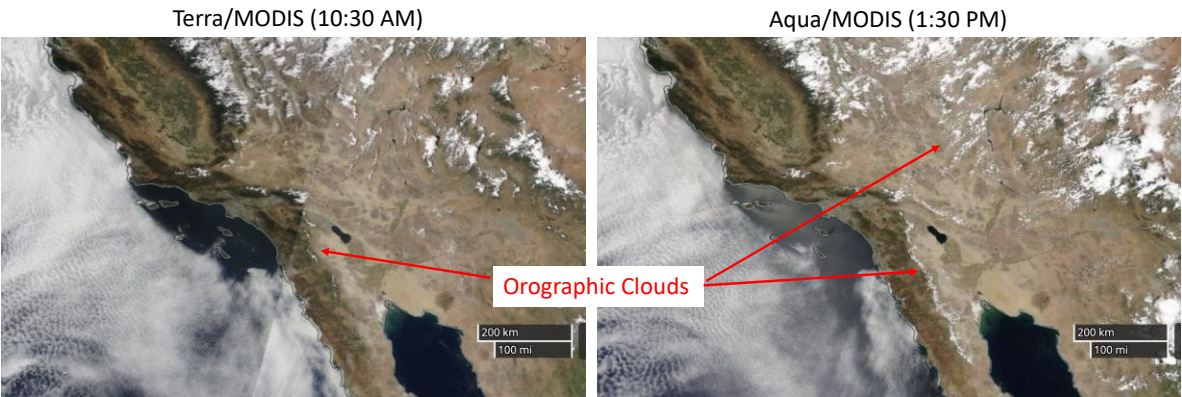 Terra/MODIS (10:30 AM)
Aqua/MODIS (1:30 PM)
Orographic Clouds
200 km
100 mi
200 km
100 mi